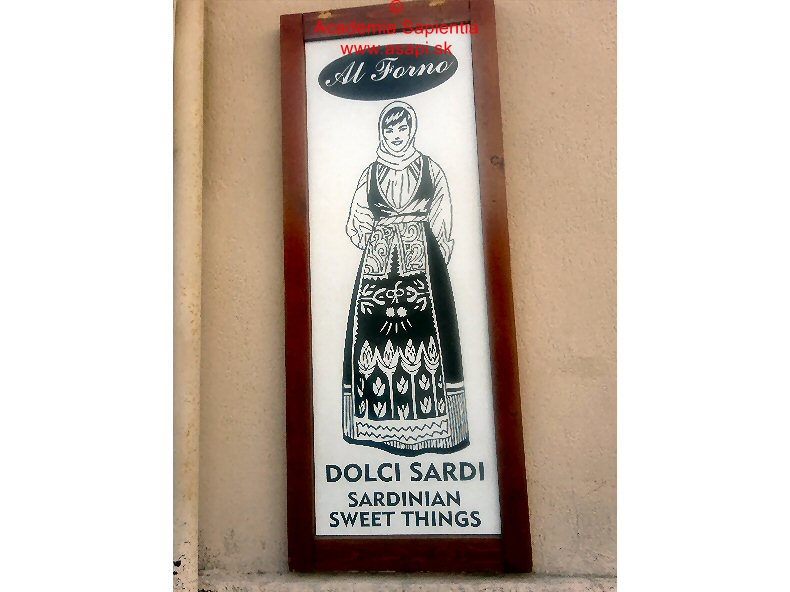 ©
Academia Sapientia
www.asapi.sk
Al Forno
DOLCI SARDI
SARDINIAN
SWEET THINGS